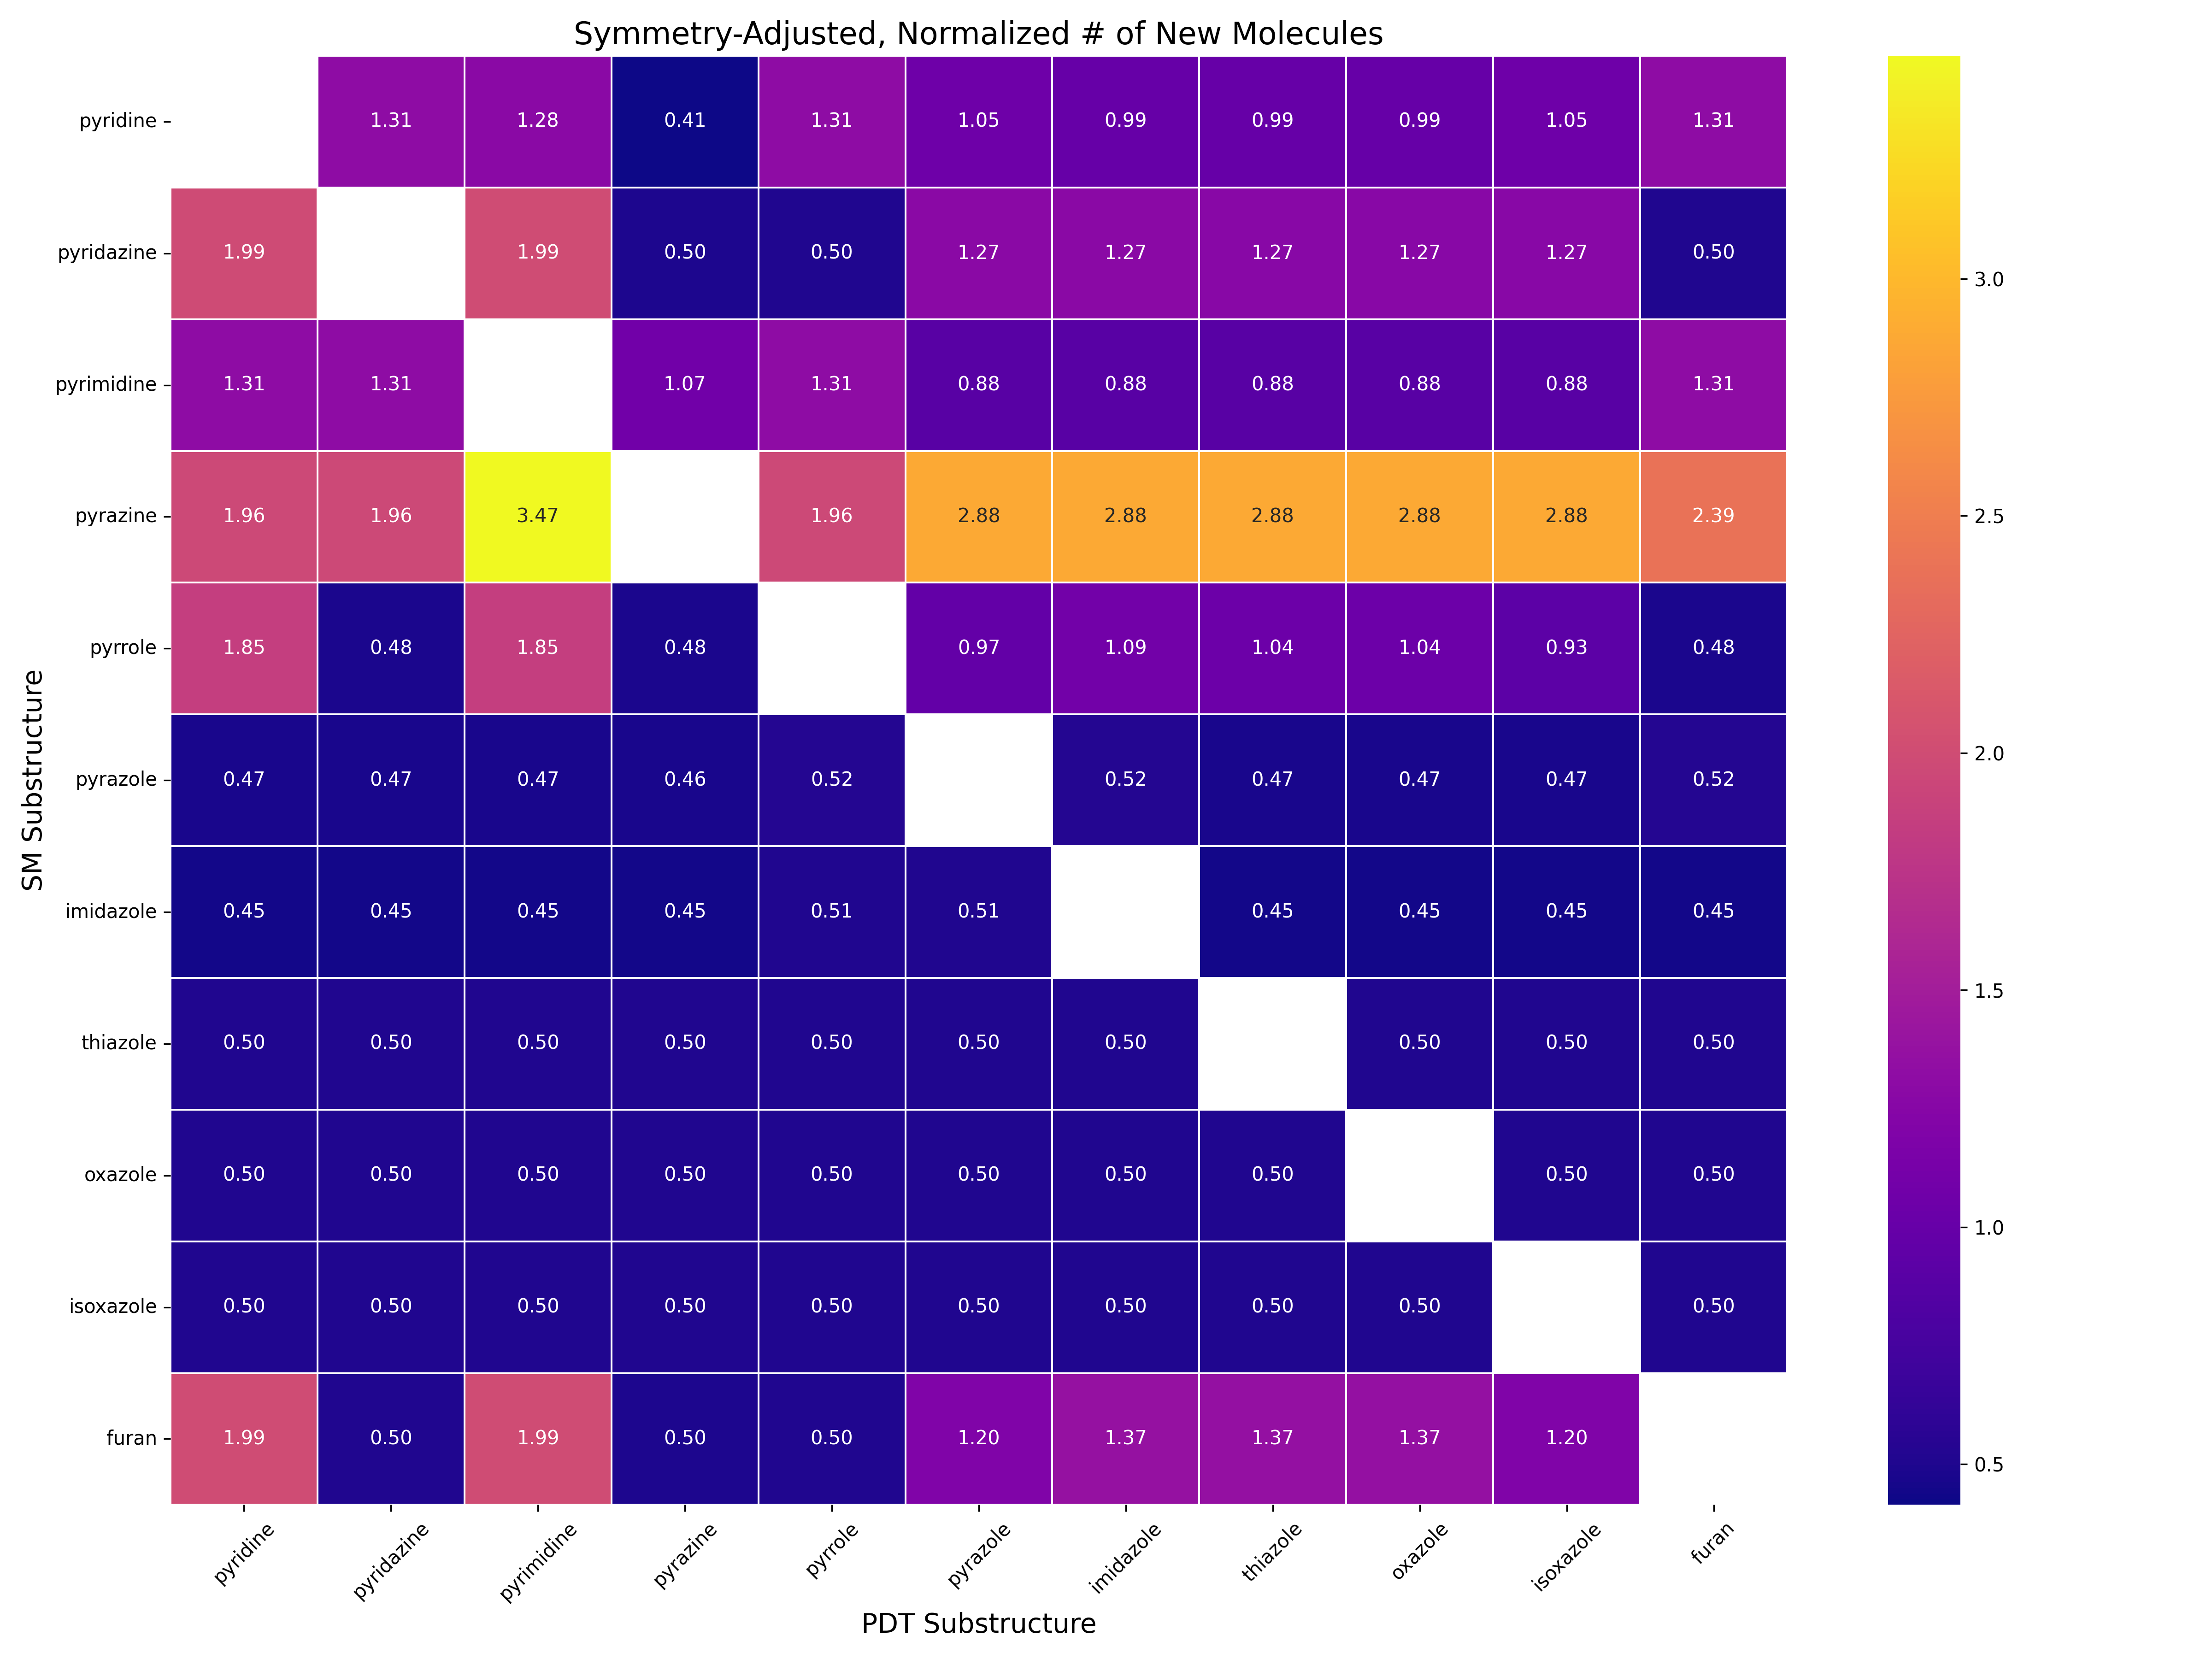 Symmetry-Adjusted, Normalized # of New Molecules
pyridine 1.31 1.28 0.41 1.31 1.05 0.99 0.99 0.99 1.05 1.31
pyridazine 1.99 1.99 0.50 0.50 1.27 1.27 1.27 1.27 1.27 0.50
3.0
pyrimidine 1.31 1.31 1.07 1.31 0.88 0.88 0.88 0.88 0.88 1.31
pyrazine 1.96 1.96 3.47 1.96 2.88 2.88 2.88 2.88 2.88 2.39
2.5
pyrrole 1.85 0.48 1.85 0.48 0.97 1.09 1.04 1.04 0.93 0.48
2.0
SM Substructure
pyrazole 0.47 0.47 0.47 0.46 0.52 0.52 0.47 0.47 0.47 0.52
imidazole 0.45 0.45 0.45 0.45 0.51 0.51 0.45 0.45 0.45 0.45
1.5
thiazole 0.50 0.50 0.50 0.50 0.50 0.50 0.50 0.50 0.50 0.50
oxazole 0.50 0.50 0.50 0.50 0.50 0.50 0.50 0.50 0.50 0.50
1.0
isoxazole 0.50 0.50 0.50 0.50 0.50 0.50 0.50 0.50 0.50 0.50
furan 1.99 0.50 1.99 0.50 0.50 1.20 1.37 1.37 1.37 1.20
0.5
pyridine pyridazine pyrimidine pyrazine pyrrole pyrazole imidazole thiazole oxazole isoxazole furan
PDT Substructure